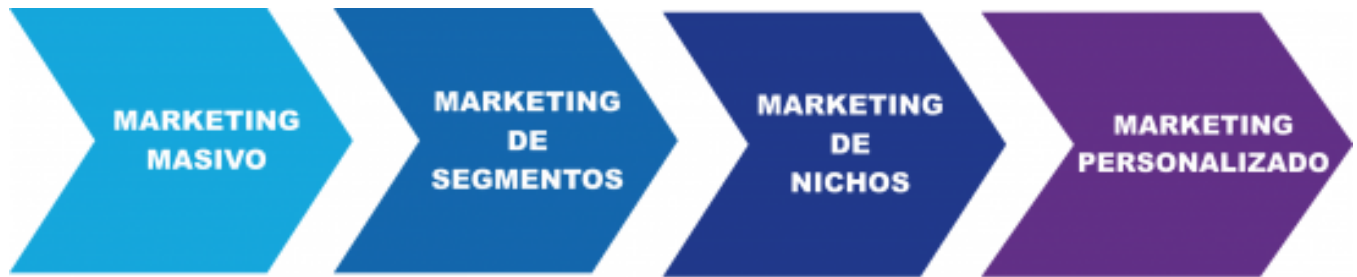 MARKETING
MASIVO
MARKETING
DE
SEGMENTOS
MARKETING
DE
NICHOS
MARKETING
PERSONALIZADO